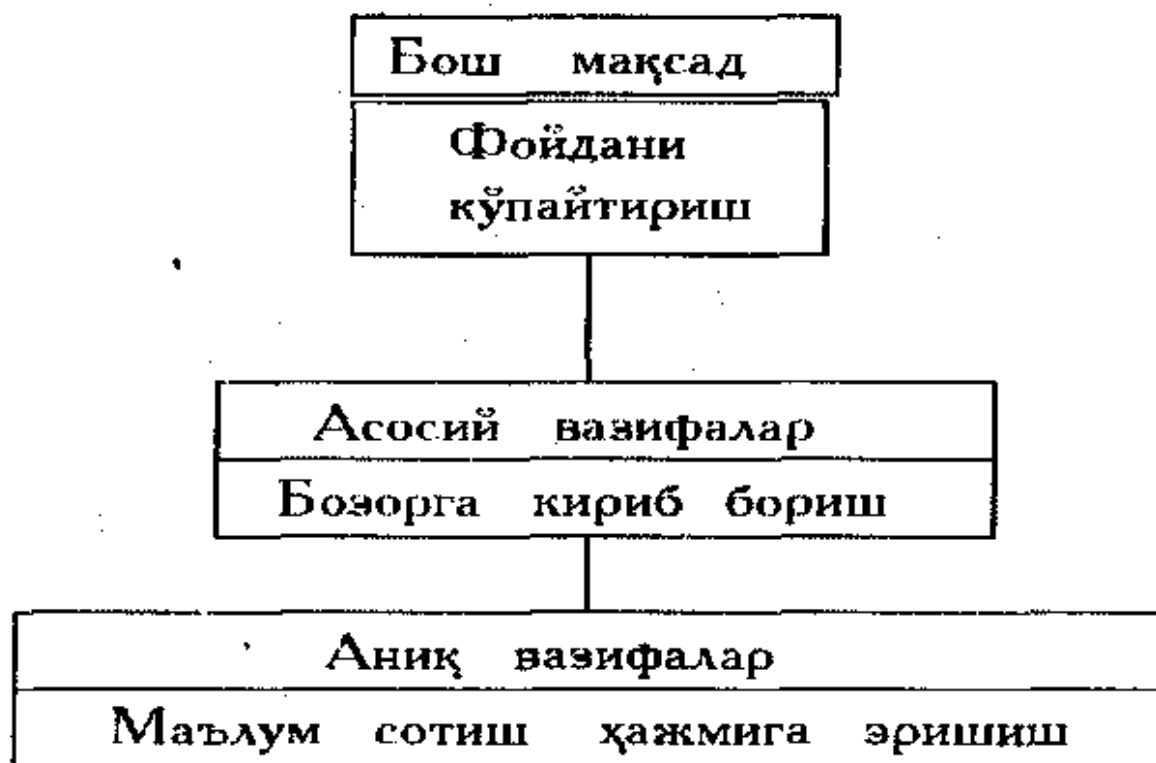 Бош мақсад
Фойдани
кўпайтириш
Асосий вазифалар
Бозорга кириб бориш
Аниқ вазифалар
Маълум сотиш ҳажмига эришиш